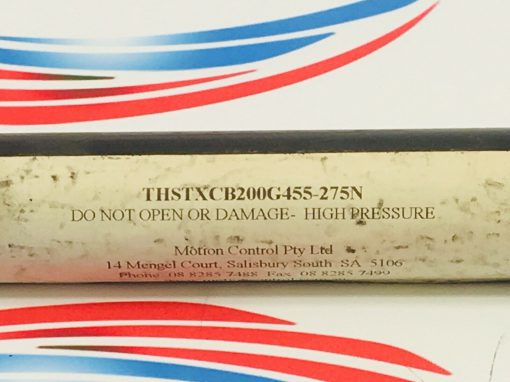 THSTXCB200G455-275N
DO NOT OPEN OR DAMAGE- HIGH PRESSURE
Motion Control Pty Ltd
14 Mengel Court, Salisbury South SA 5106
Phone 08 8285 7488 Fax 08 8285 7499